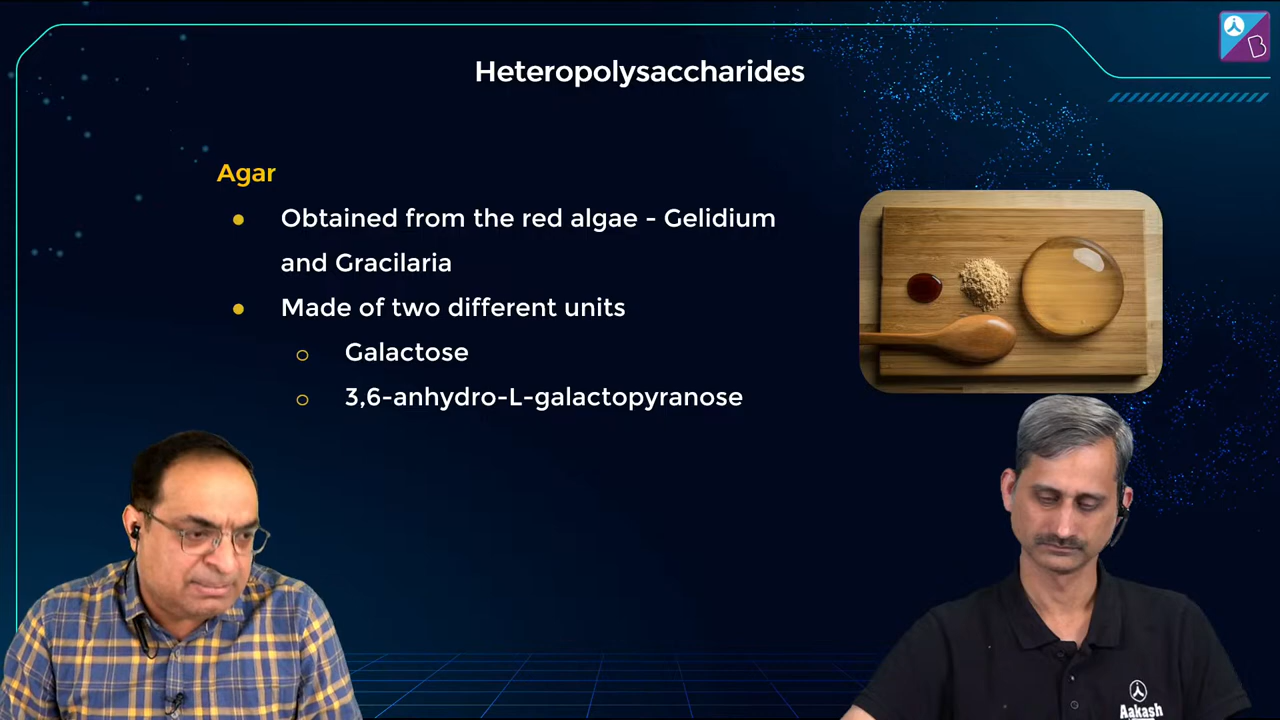 Heteropolysaccharides
Agar
Obtained from the red algae - Gelidium
and Gracilaria
Made of two different units
Galactose
3,6-anhydro-L-galactopyranose
B
Aakash